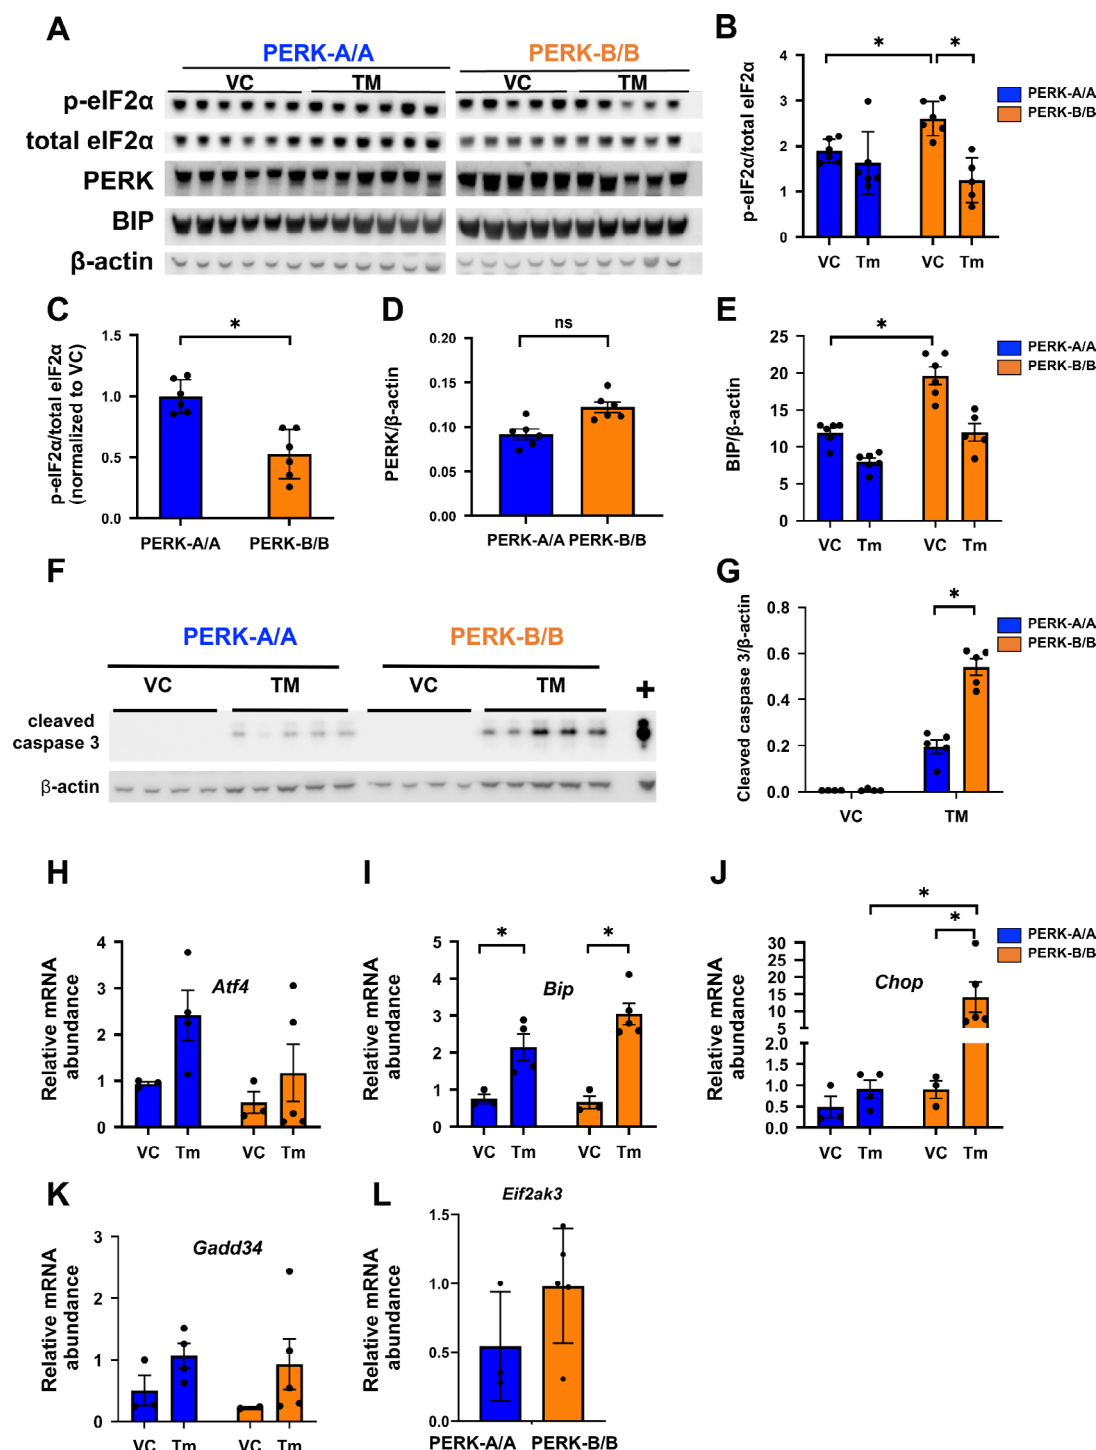 A
PERK-A/A
PERK-B/B
VC
TM
VC
TM
p-eIF2α
total eIF2α
PERK
BIP
β-actin
B
*
*
p-eIF2α/total eIF2α
4
3
2
1
0
VC
Tm
VC
Tm
PERK-A/A
PERK-B/B
C
p-eIF2α/total eIF2α
(normalized to VC)
1.5
1.0
0.5
0.0
*
PERK-A/A
PERK-B/B
D
PERK/β-actin
0.20
0.15
0.10
0.05
0.00
ns
PERK-A/A
PERK-B/B
E
BIP/β-actin
25
20
15
10
5
0
*
VC
Tm
VC
Tm
PERK-A/A
PERK-B/B
F
PERK-A/A
PERK-B/B
VC
TM
VC
TM
+
cleaved
caspase 3
β-actin
G
Cleaved caspase 3/β-actin
0.8
0.6
0.4
0.2
0.0
*
VC
TM
PERK-A/A
PERK-B/B
H
Relative mRNA
abundance
4
3
2
1
0
Atf4
VC
Tm
VC
Tm
I
Relative mRNA
abundance
5
4
3
2
1
0
*
*
Bip
VC
Tm
VC
Tm
J
Relative mRNA
abundance
30
25
20
15
10
5
2.0
1.5
1.0
0.5
0.0
*
*
Chop
VC
Tm
VC
Tm
PERK-A/A
PERK-B/B
K
Relative mRNA
abundance
3
2
1
0
Gadd34
VC
Tm
VC
Tm
L
Eif2ak3
Relative mRNA
abundance
1.5
1.0
0.5
0.0
PERK-A/A
PERK-B/B